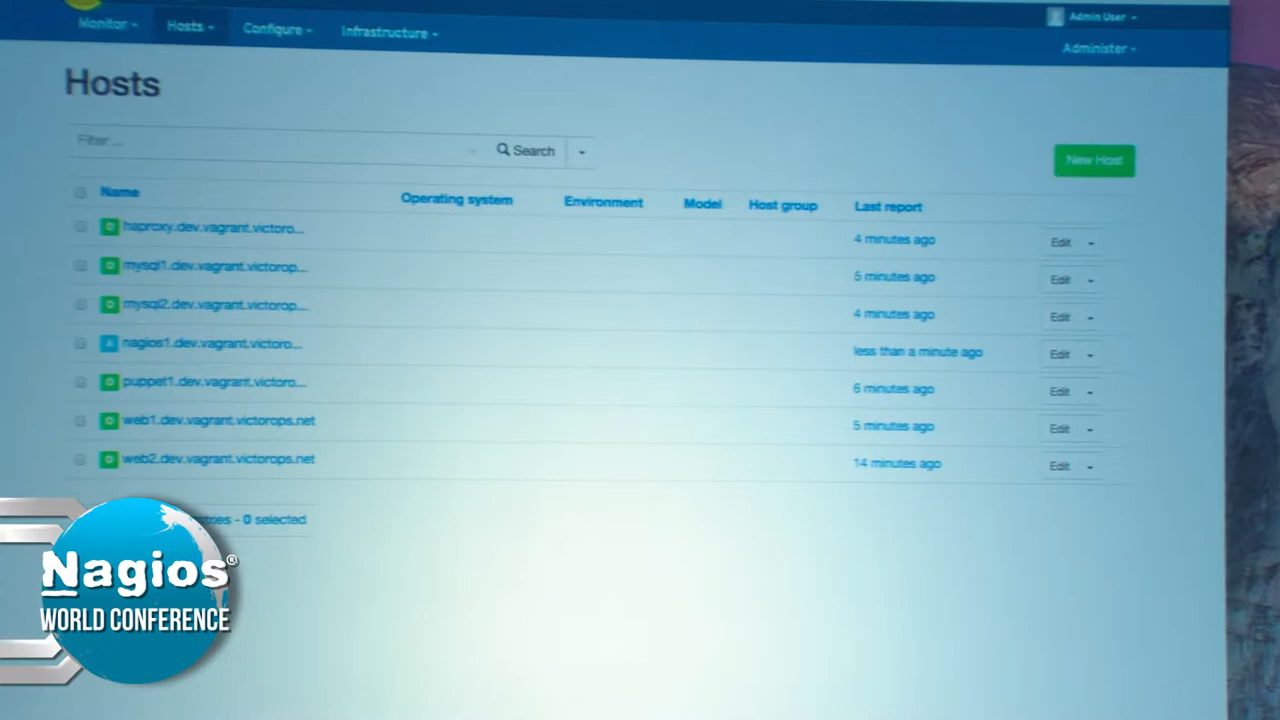 Monitor Hosts Configure Infrastructure Admin User
Administer
Hosts
Filter ... Search
New Host
Name Operating system Environment Model Host group Last report
O haproxy.dev.vagrant.victoro... 4 minutes ago Edit
O mysql1.dev.vagrant.victorop... 5 minutes ago Edit
O mysql2.dev.vagrant.victorop... 4 minutes ago Edit
A nagios1.dev.vagrant.victoro... less than a minute ago Edit
O puppet1.dev.vagrant.victoro... 6 minutes ago Edit
O web1.dev.vagrant.victorops.net 5 minutes ago Edit
O web2.dev.vagrant.victorops.net 14 minutes ago Edit
- 0 selected
Nagios®
WORLD CONFERENCE